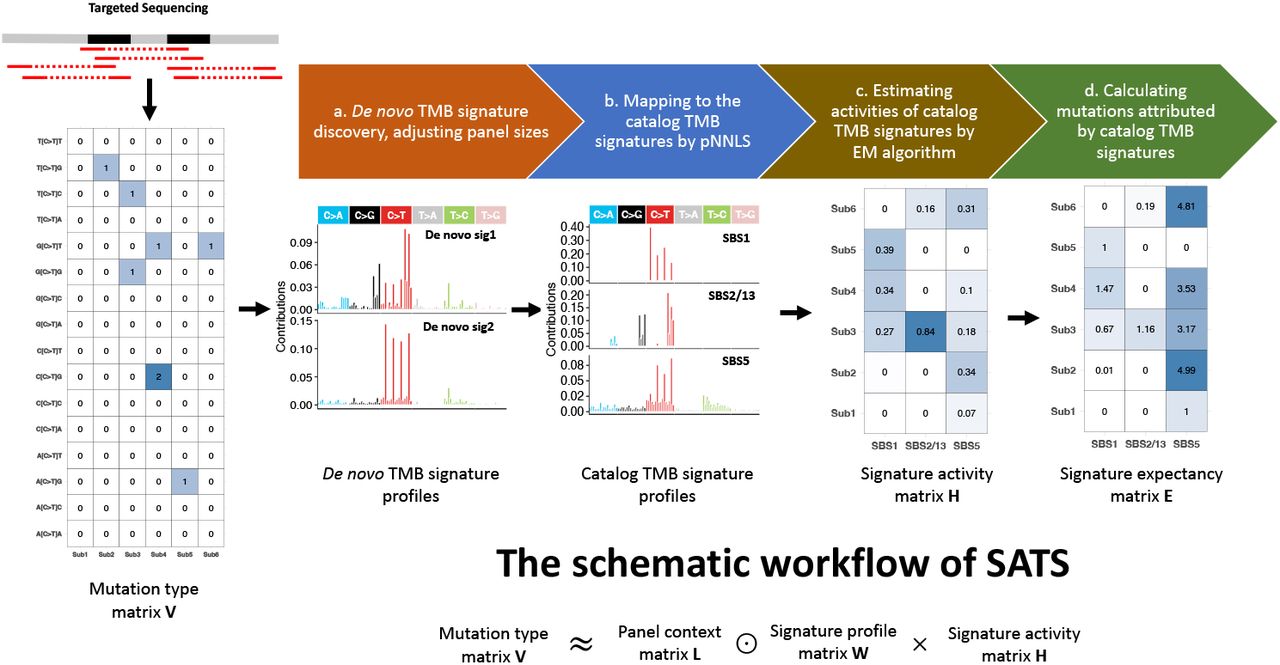 Targeted Sequencing
T[C>T]T 0 0 0 0 0 0
T[C>T]G 0 1 0 0 0 0
T[C>T]C 0 0 1 0 0 0
T[C>T]A 0 0 0 0 0 0
G[C>T]T 0 0 0 1 0 1
G[C>T]G 0 0 1 0 0 0
G[C>T]C 0 0 0 0 0 0
G[C>T]A 0 0 0 0 0 0
C[C>T]T 0 0 0 0 0 0
C[C>T]G 0 0 0 2 0 0
C[C>T]C 0 0 0 0 0 0
C[C>T]A 0 0 0 0 0 0
A[C>T]T 0 0 0 0 0 0
A[C>T]G 0 0 0 0 1 0
A[C>T]C 0 0 0 0 0 0
A[C>T]A 0 0 0 0 0 0
Sub1 Sub2 Sub3 Sub4 Sub5 Sub6
Mutation type
matrix V
a. De novo TMB signature
discovery, adjusting panel sizes
b. Mapping to the
catalog TMB
signatures by pNNLS
c. Estimating
activities of catalog
TMB signatures by
EM algorithm
d. Calculating
mutations attributed
by catalog TMB
signatures
C>A C>G C>T T>A T>C T>G
De novo sig1
0.09
0.06
0.03
0.00
De novo sig2
0.15
0.10
0.05
0.00
Contributions
De novo TMB signature
profiles
C>A C>G C>T T>A T>C T>G
SBS1
0.40
0.30
0.20
0.10
0.00
SBS2/13
0.20
0.15
0.10
0.05
0.00
SBS5
0.08
0.05
0.02
0.00
Contributions
Catalog TMB signature
profiles
Sub6 0 0.16 0.31
Sub5 0.39 0 0
Sub4 0.34 0 0.1
Sub3 0.27 0.84 0.18
Sub2 0 0 0.34
Sub1 0 0 0.07
SBS1 SBS2/13 SBS5
Signature activity
matrix H
Sub6 0 0.19 4.81
Sub5 1 0 0
Sub4 1.47 0 3.53
Sub3 0.67 1.16 3.17
Sub2 0.01 0 4.99
Sub1 0 0 1
SBS1 SBS2/13 SBS5
Signature expectancy
matrix E
The schematic workflow of SATS
Mutation type
matrix V
≈
Panel context
matrix L
⊙
Signature profile
matrix W
×
Signature activity
matrix H